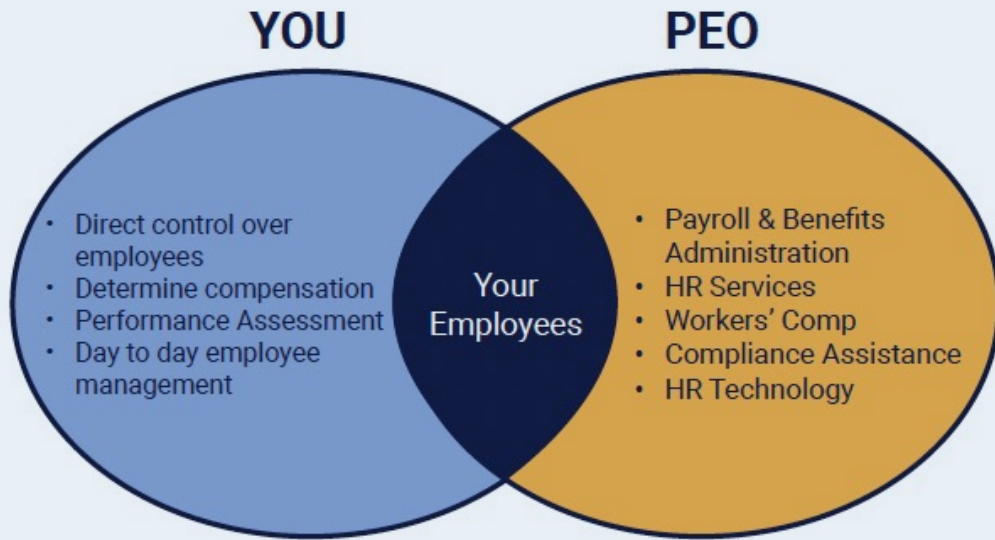 YOU
PEO
• Direct control over
employees
• Determine compensation
• Performance Assessment
• Day to day employee
management
Your
Employees
• Payroll & Benefits
Administration
• HR Services
• Workers’ Comp
• Compliance Assistance
• HR Technology